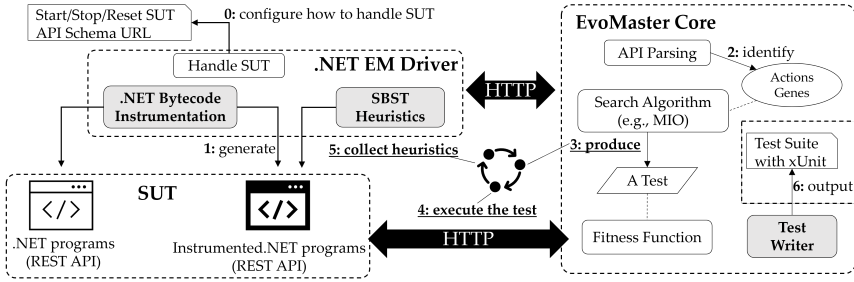 Start/Stop/Reset SUT
API Schema URL
0: configure how to handle SUT
Handle SUT
.NET EM Driver
.NET Bytecode
Instrumentation
SBST
Heuristics
1: generate
SUT
</>
.NET programs
(REST API)
</>
Instrumented.NET programs
(REST API)
HTTP
5: collect heuristics
4: execute the test
HTTP
EvoMaster Core
API Parsing
2: identify
Actions
Genes
Search Algorithm
(e.g., MIO)
3: produce
A Test
Fitness Function
Test Suite
with xUnit
6: output
Test
Writer